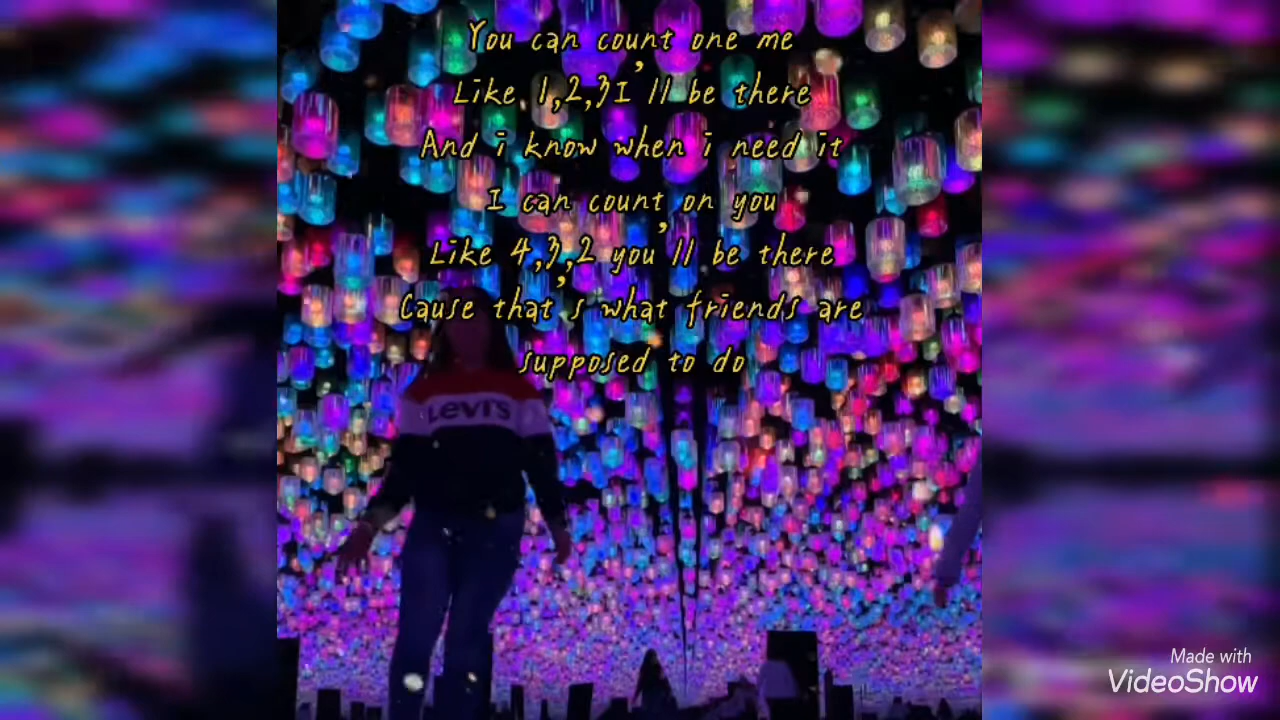 You can count one me
Like 1,2,3I'll be there
And i know when i need it
I can count on you
Like 4,3,2 you'll be there
Cause that's what friends are
supposed to do
Levi's
Made with
VideoShow